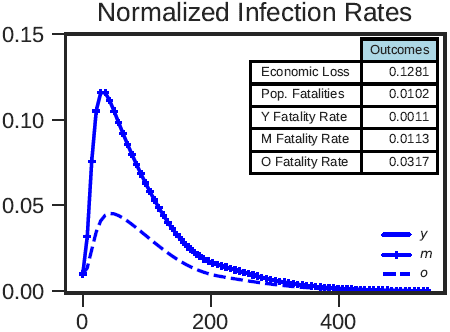 Normalized Infection Rates
0.15
0.10
0.05
0.00
0 200 400
Outcomes
Economic Loss 0.1281
Pop. Fatalities 0.0102
Y Fatality Rate 0.0011
M Fatality Rate 0.0113
O Fatality Rate 0.0317
y
m
o